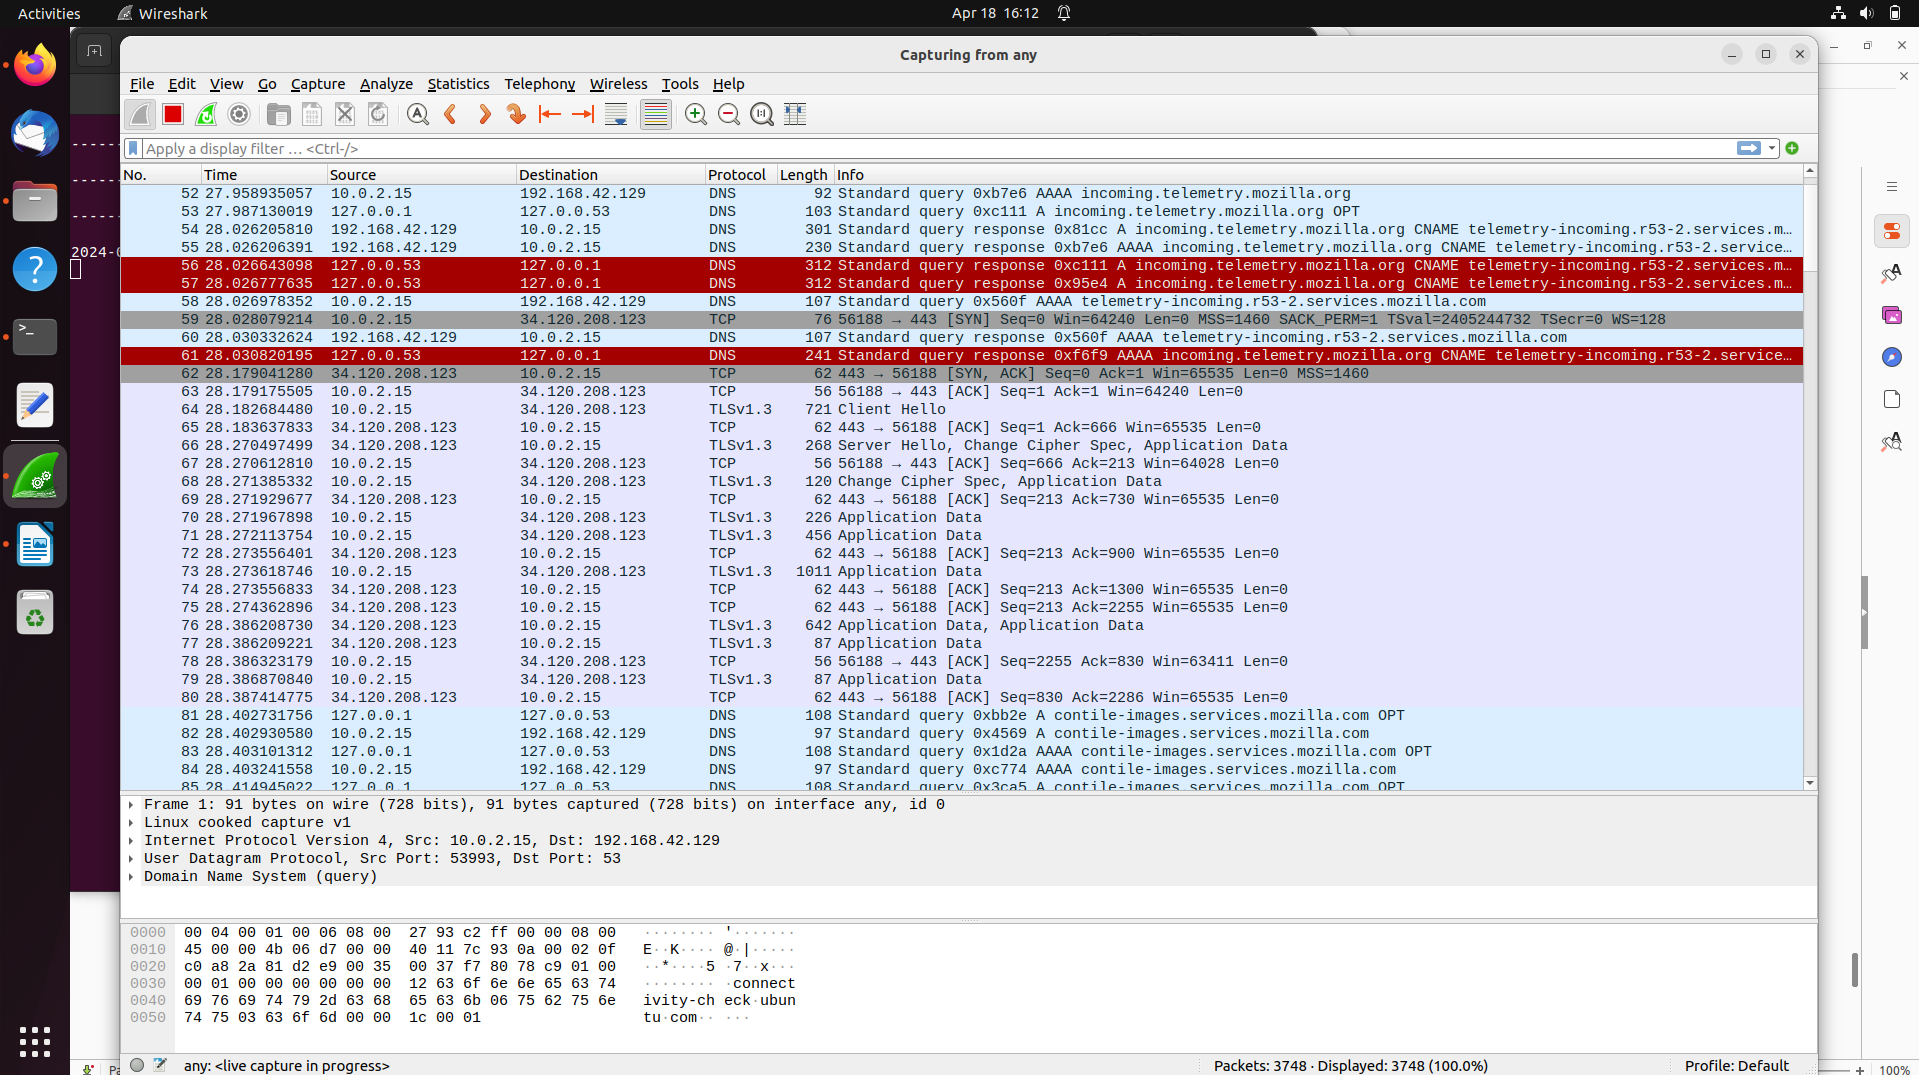 Activities
Wireshark
Apr 18 16:12
Capturing from any
File Edit View Go Capture Analyze Statistics Telephony Wireless Tools Help
Apply a display filter … <Ctrl-/>
No. Time Source Destination Protocol Length Info
52 27.958935057 10.0.2.15 192.168.42.129 DNS 92 Standard query 0xb7e6 AAAA incoming.telemetry.mozilla.org
53 27.987130019 127.0.0.1 127.0.0.53 DNS 103 Standard query 0xc111 A incoming.telemetry.mozilla.org OPT
54 28.026205810 192.168.42.129 10.0.2.15 DNS 301 Standard query response 0x81cc A incoming.telemetry.mozilla.org CNAME telemetry-incoming.r53-2.services.m…
55 28.026206391 192.168.42.129 10.0.2.15 DNS 230 Standard query response 0xb7e6 AAAA incoming.telemetry.mozilla.org CNAME telemetry-incoming.r53-2.service…
56 28.026643098 127.0.0.53 127.0.0.1 DNS 312 Standard query response 0xc111 A incoming.telemetry.mozilla.org CNAME telemetry-incoming.r53-2.services.m…
57 28.026777635 127.0.0.53 127.0.0.1 DNS 312 Standard query response 0x95e4 A incoming.telemetry.mozilla.org CNAME telemetry-incoming.r53-2.services.m…
58 28.026978352 10.0.2.15 192.168.42.129 DNS 107 Standard query 0x560f AAAA telemetry-incoming.r53-2.services.mozilla.com
59 28.028079214 10.0.2.15 34.120.208.123 TCP 76 56188 → 443 [SYN] Seq=0 Win=64240 Len=0 MSS=1460 SACK_PERM=1 TSval=2405244732 TSecr=0 WS=128
60 28.030332624 192.168.42.129 10.0.2.15 DNS 107 Standard query response 0x560f AAAA telemetry-incoming.r53-2.services.mozilla.com
61 28.030820195 127.0.0.53 127.0.0.1 DNS 241 Standard query response 0xf6f9 AAAA incoming.telemetry.mozilla.org CNAME telemetry-incoming.r53-2.service…
62 28.179041280 34.120.208.123 10.0.2.15 TCP 62 443 → 56188 [SYN, ACK] Seq=0 Ack=1 Win=65535 Len=0 MSS=1460
63 28.179175505 10.0.2.15 34.120.208.123 TCP 56 56188 → 443 [ACK] Seq=1 Ack=1 Win=64240 Len=0
64 28.182684480 10.0.2.15 34.120.208.123 TLSv1.3 721 Client Hello
65 28.183637833 34.120.208.123 10.0.2.15 TCP 62 443 → 56188 [ACK] Seq=1 Ack=666 Win=65535 Len=0
66 28.270497499 34.120.208.123 10.0.2.15 TLSv1.3 268 Server Hello, Change Cipher Spec, Application Data
67 28.270612810 10.0.2.15 34.120.208.123 TCP 56 56188 → 443 [ACK] Seq=666 Ack=213 Win=64028 Len=0
68 28.271385332 10.0.2.15 34.120.208.123 TLSv1.3 120 Change Cipher Spec, Application Data
69 28.271929677 34.120.208.123 10.0.2.15 TCP 62 443 → 56188 [ACK] Seq=213 Ack=730 Win=65535 Len=0
70 28.271967898 10.0.2.15 34.120.208.123 TLSv1.3 226 Application Data
71 28.272113754 10.0.2.15 34.120.208.123 TLSv1.3 456 Application Data
72 28.273556401 34.120.208.123 10.0.2.15 TCP 62 443 → 56188 [ACK] Seq=213 Ack=900 Win=65535 Len=0
73 28.273618746 10.0.2.15 34.120.208.123 TLSv1.3 1011 Application Data
74 28.273556833 34.120.208.123 10.0.2.15 TCP 62 443 → 56188 [ACK] Seq=213 Ack=1300 Win=65535 Len=0
75 28.274362896 34.120.208.123 10.0.2.15 TCP 62 443 → 56188 [ACK] Seq=213 Ack=2255 Win=65535 Len=0
76 28.386208730 34.120.208.123 10.0.2.15 TLSv1.3 642 Application Data, Application Data
77 28.386209221 34.120.208.123 10.0.2.15 TLSv1.3 87 Application Data
78 28.386323179 10.0.2.15 34.120.208.123 TCP 56 56188 → 443 [ACK] Seq=2255 Ack=830 Win=63411 Len=0
79 28.386870840 10.0.2.15 34.120.208.123 TLSv1.3 87 Application Data
80 28.387414775 34.120.208.123 10.0.2.15 TCP 62 443 → 56188 [ACK] Seq=830 Ack=2286 Win=65535 Len=0
81 28.402731756 127.0.0.1 127.0.0.53 DNS 108 Standard query 0xbb2e A contile-images.services.mozilla.com OPT
82 28.402930580 10.0.2.15 192.168.42.129 DNS 97 Standard query 0x4569 A contile-images.services.mozilla.com
83 28.403101312 127.0.0.1 127.0.0.53 DNS 108 Standard query 0x1d2a AAAA contile-images.services.mozilla.com OPT
84 28.403241558 10.0.2.15 192.168.42.129 DNS 97 Standard query 0xc774 AAAA contile-images.services.mozilla.com
85 28.414945022 127.0.0.1 127.0.0.53 DNS 108 Standard query 0x3ca5 A contile-images.services.mozilla.com OPT
Frame 1: 91 bytes on wire (728 bits), 91 bytes captured (728 bits) on interface any, id 0
Linux cooked capture v1
Internet Protocol Version 4, Src: 10.0.2.15, Dst: 192.168.42.129
User Datagram Protocol, Src Port: 53993, Dst Port: 53
Domain Name System (query)
0000 00 04 00 01 00 06 08 00 27 93 c2 ff 00 00 08 00 ········ '·······
0010 45 00 00 4b 06 d7 00 00 40 11 7c 93 0a 00 02 0f E··K···· @·|·····
0020 c0 a8 2a 81 d2 e9 00 35 00 37 f7 80 78 c9 01 00 ··*····5 ·7··x···
0030 00 01 00 00 00 00 00 00 12 63 6f 6e 6e 65 63 74 ········ ·connect
0040 69 76 69 74 79 2d 63 68 65 63 6b 06 75 62 75 6e ivity-ch eck·ubun
0050 74 75 03 63 6f 6d 00 00 1c 00 01 tu·com·· ···
any: <live capture in progress>
Packets: 3748 · Displayed: 3748 (100.0%)
Profile: Default
------
------
------
2024-0
Pa
100%